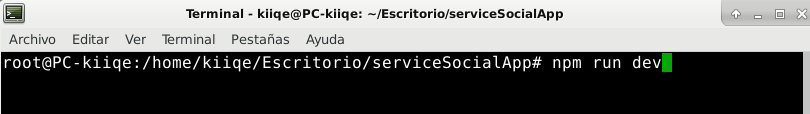 Terminal - kiiqe@PC-kiiqe: ~/Escritorio/serviceSocialApp
Archivo Editar Ver Terminal Pestañas Ayuda
root@PC-kiiqe:/home/kiiqe/Escritorio/serviceSocialApp# npm run dev